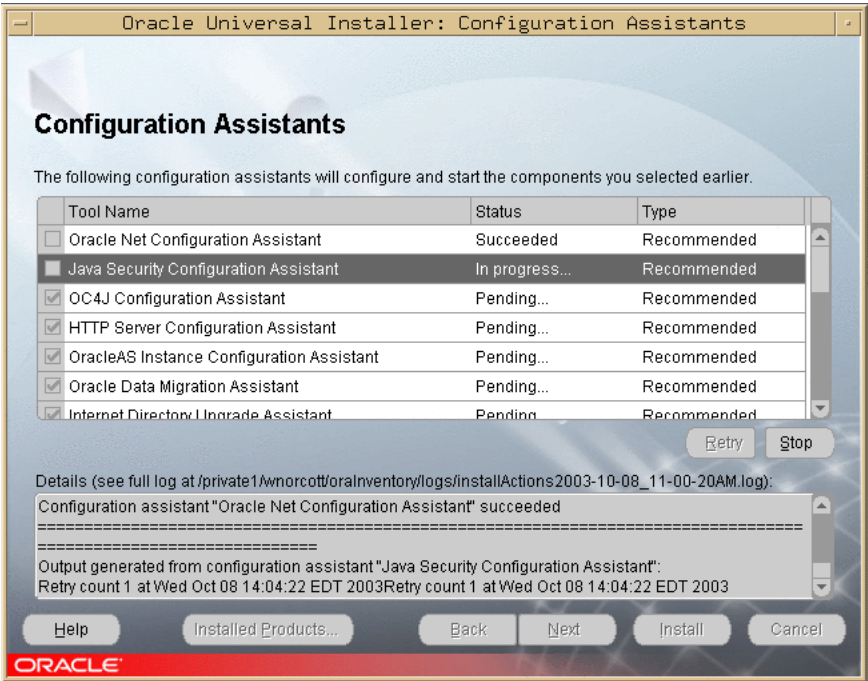 Oracle Universal Installer: Configuration Assistants
Configuration Assistants
The following configuration assistants will configure and start the components you selected earlier.
Tool Name Status Type
Oracle Net Configuration Assistant Succeeded Recommended
Java Security Configuration Assistant In progress... Recommended
OC4J Configuration Assistant Pending... Recommended
HTTP Server Configuration Assistant Pending... Recommended
OracleAS Instance Configuration Assistant Pending... Recommended
Oracle Data Migration Assistant Pending... Recommended
Internet Directory Upgrade Assistant Pending... Recommended
Retry Stop
Details (see full log at /private1/wnorcott/oraInventory/logs/installActions2003-10-08_11-00-20AM.log):
Configuration assistant "Oracle Net Configuration Assistant" succeeded
===================================================================================
==============================
Output generated from configuration assistant "Java Security Configuration Assistant":
Retry count 1 at Wed Oct 08 14:04:22 EDT 2003Retry count 1 at Wed Oct 08 14:04:22 EDT 2003
Help Installed Products... Back Next Install Cancel
ORACLE